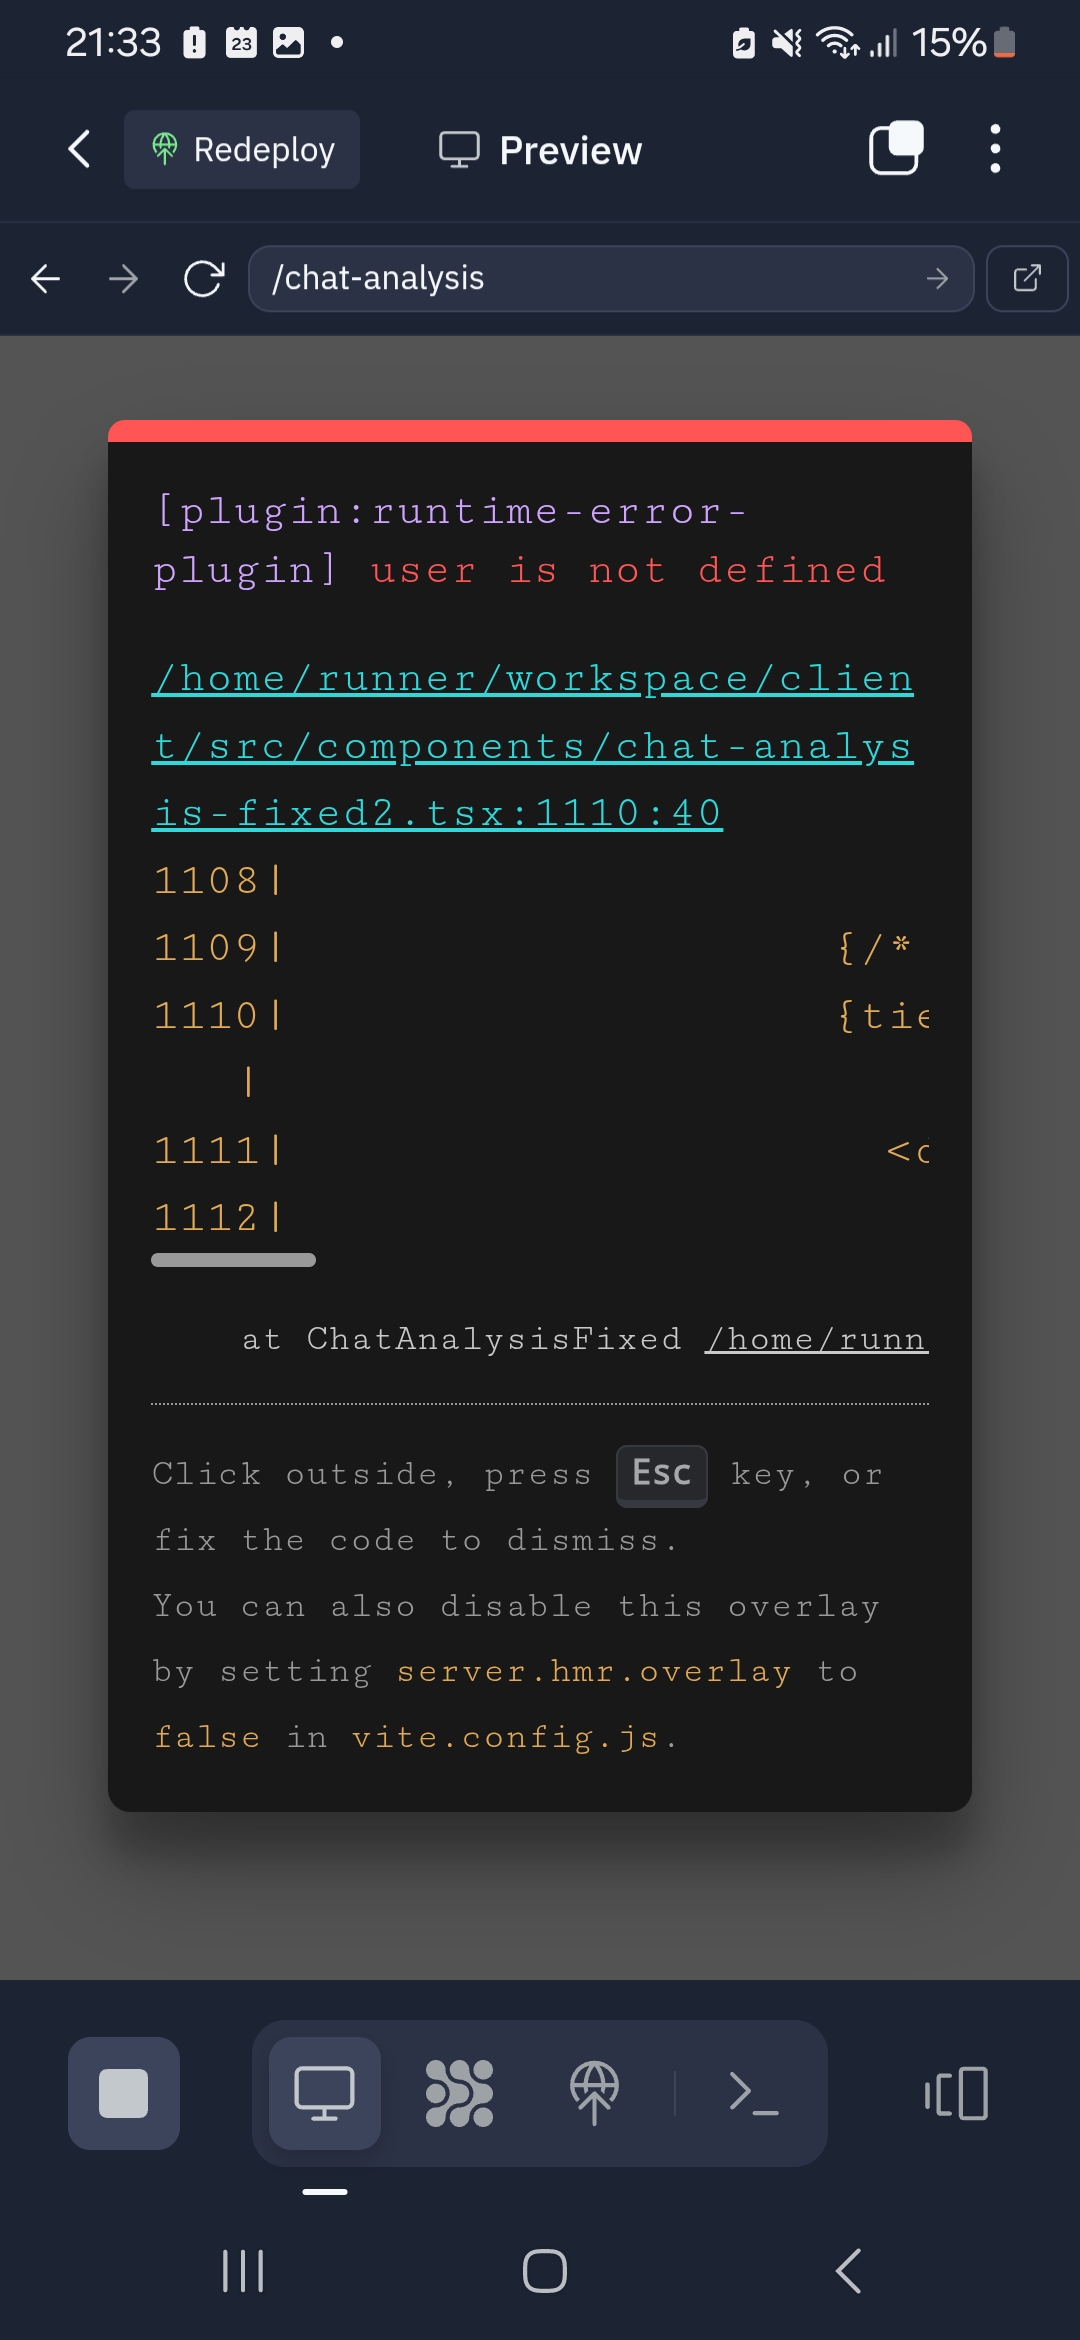 21:33
23
15%
Redeploy
Preview
/chat-analysis
[plugin:runtime-error-
plugin] user is not defined
/home/runner/workspace/clien
t/src/components/chat-analys
is-fixed2.tsx:1110:40
1108|
1109| {/*
1110| {tie
|
1111| <
1112|
at ChatAnalysisFixed /home/runn
Click outside, press Esc key, or
fix the code to dismiss.
You can also disable this overlay
by setting server.hmr.overlay to
false in vite.config.js.